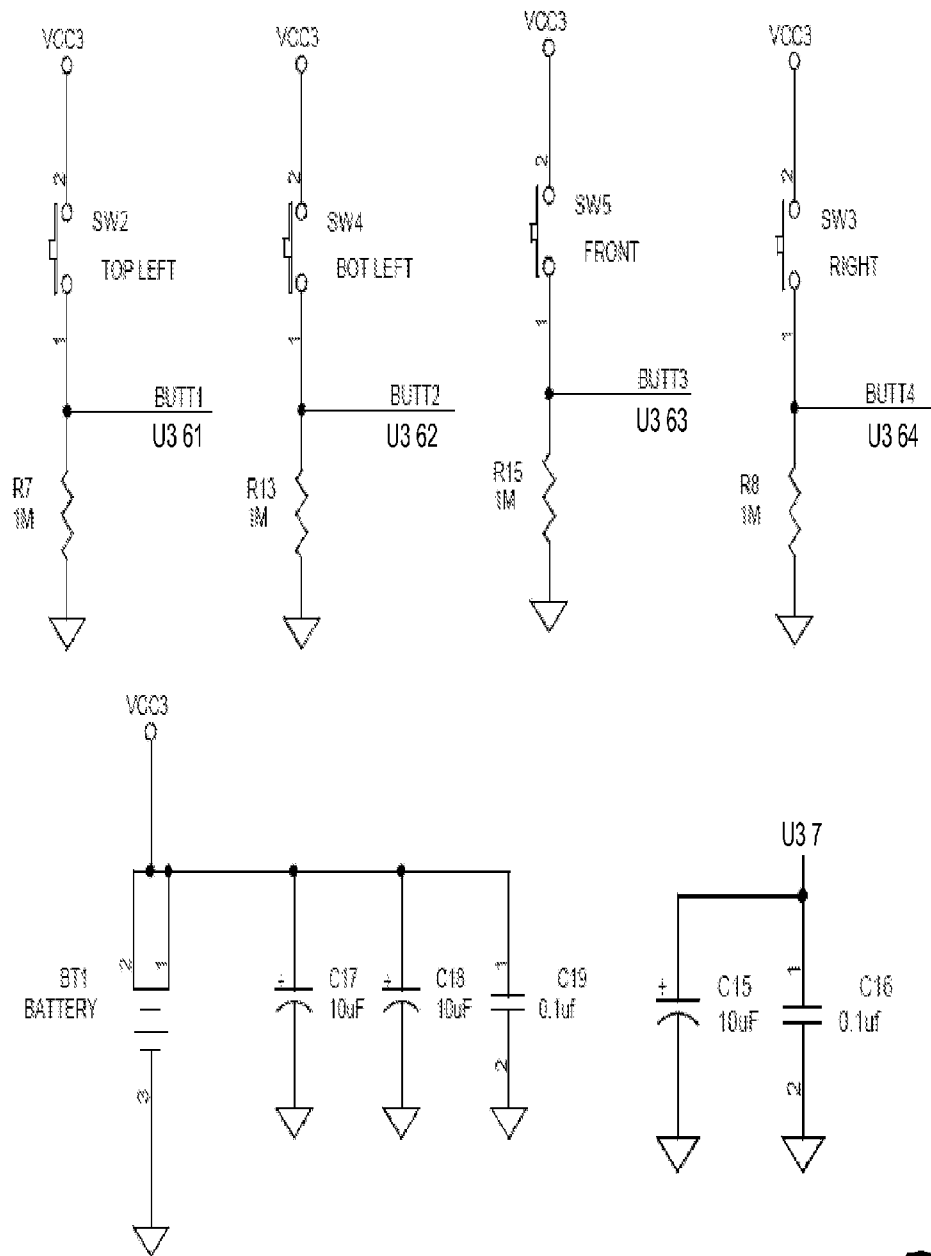 VCC3
VCC3
VCC3
VCC3
2
2
2
2
SW2
SW4
SW5
SW3
TOP LEFT
BOT LEFT
FRONT
RIGHT
1
1
1
1
BUTT1
BUTT2
BUTT3
BUTT4
U3 61
U3 62
U3 63
U3 64
R7
1M
R13
1M
R15
1M
R8
1M
VCC3
U3 7
2
1
BT1
BATTERY
3
+
C17
10uF
+
C18
10uF
1
C19
0.1uf
2
+
C15
10uF
1
C16
0.1uf
2